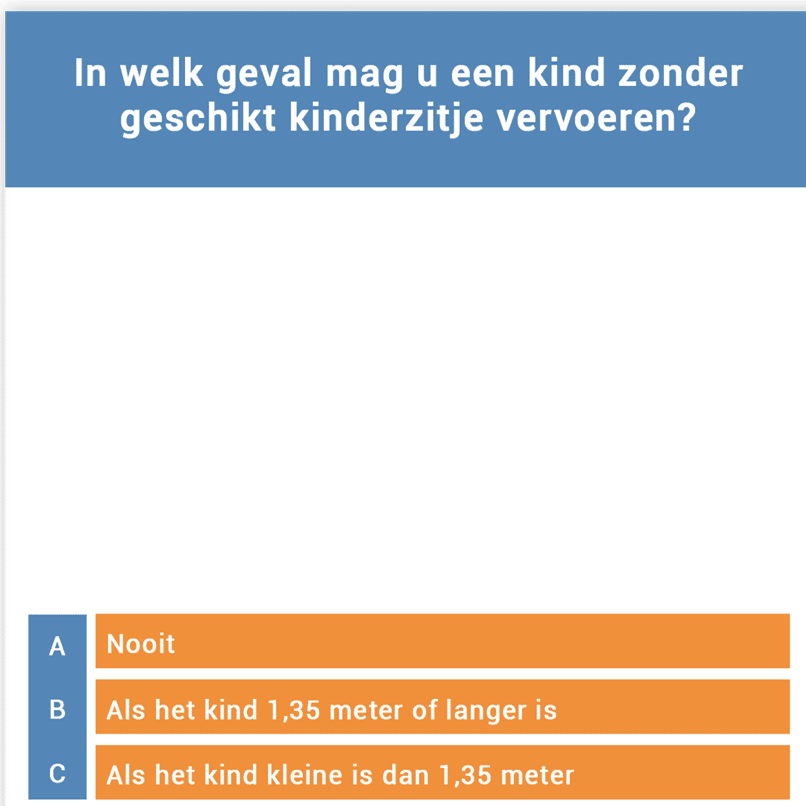 In welk geval mag u een kind zonder
geschikt kinderzitje vervoeren?
A Nooit
B Als het kind 1,35 meter of langer is
C Als het kind kleine is dan 1,35 meter